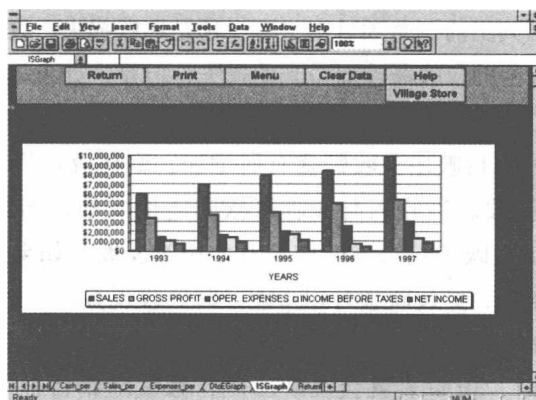 File Edit View Insert Format Tools Data Window Help
100%
ISGraph
Return Print Menu Clear Data Help
Village Store
$10,000,000
$9,000,000
$8,000,000
$7,000,000
$6,000,000
$5,000,000
$4,000,000
$3,000,000
$2,000,000
$1,000,000
$0
1993 1994 1995 1996 1997
YEARS
SALES GROSS PROFIT OPER. EXPENSES INCOME BEFORE TAXES NET INCOME
Cash_per Sales_per Expenses_per DtoEGraph ISGraph Return
Ready NUM